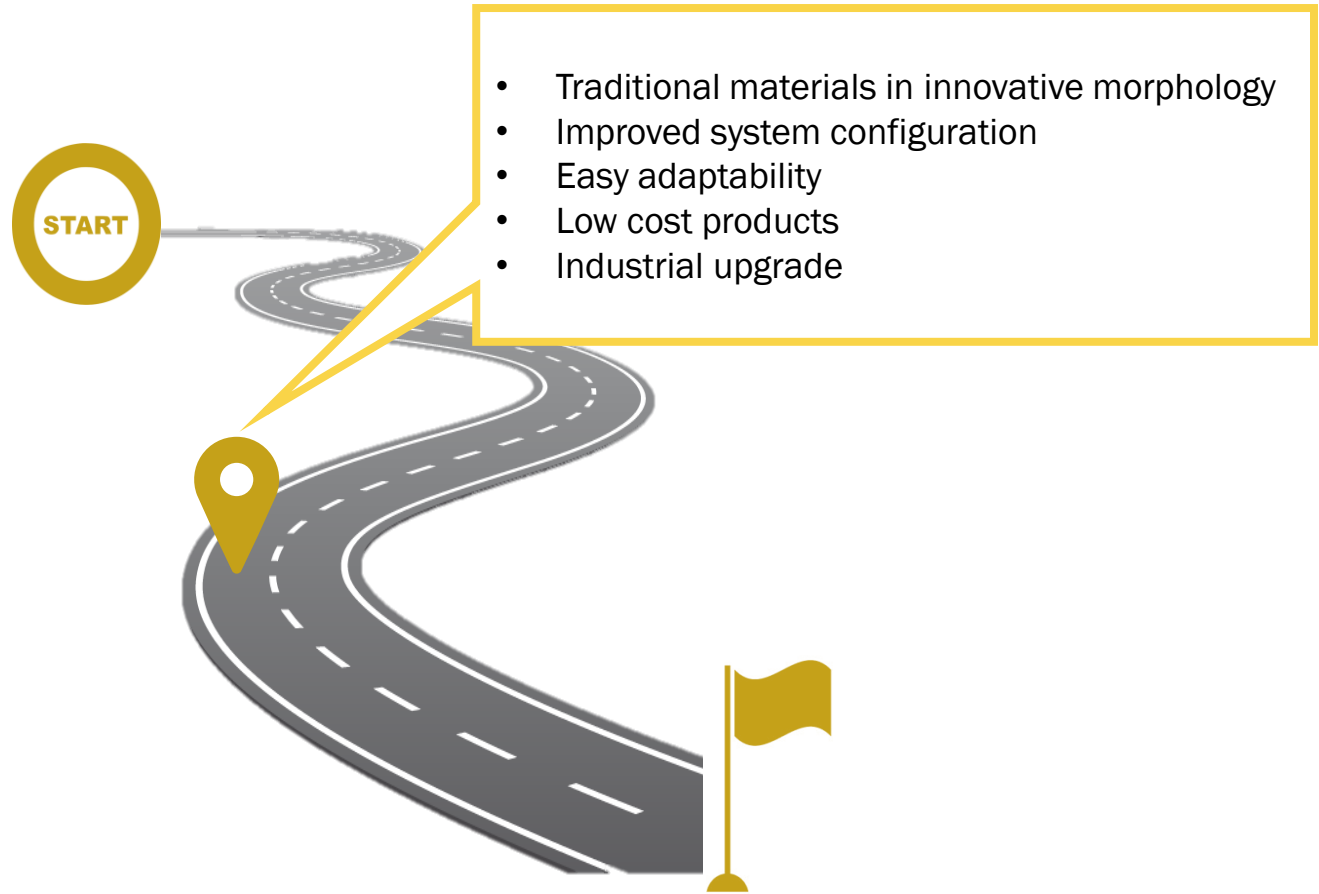 START
• Traditional materials in innovative morphology
• Improved system configuration
• Easy adaptability
• Low cost products
• Industrial upgrade